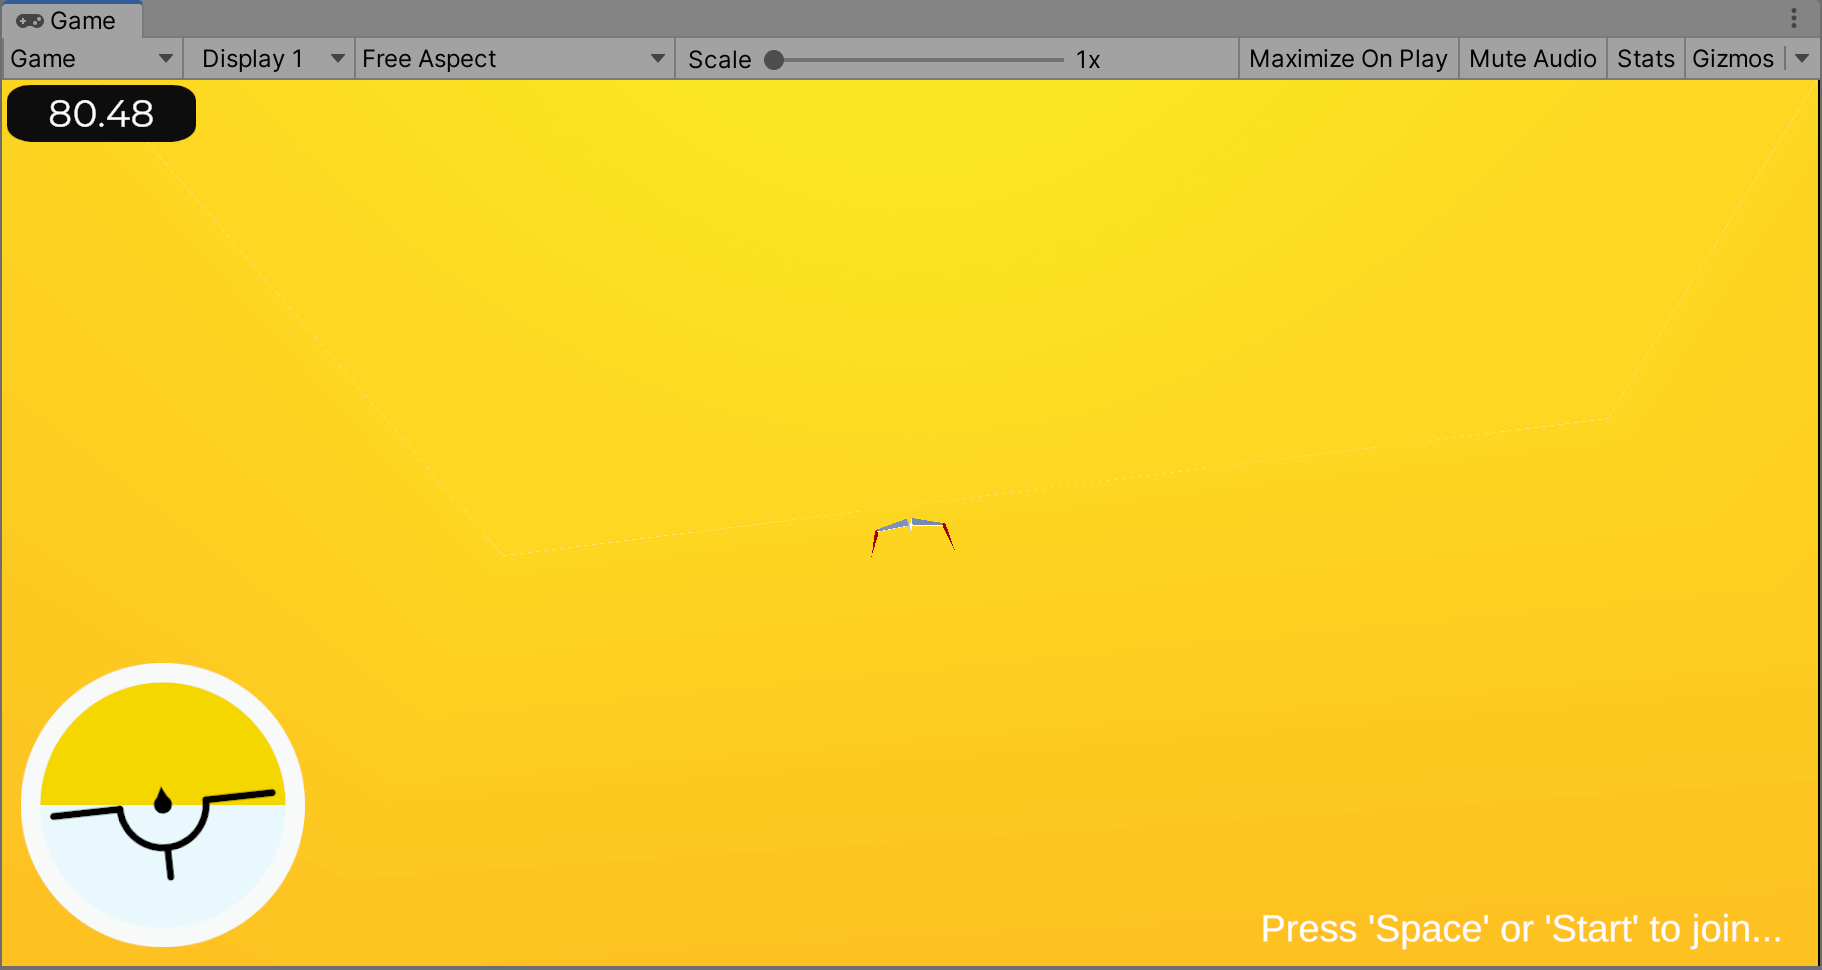 Game
Game Display 1 Free Aspect Scale 1x Maximize On Play Mute Audio Stats Gizmos
80.48
Press 'Space' or 'Start' to join...